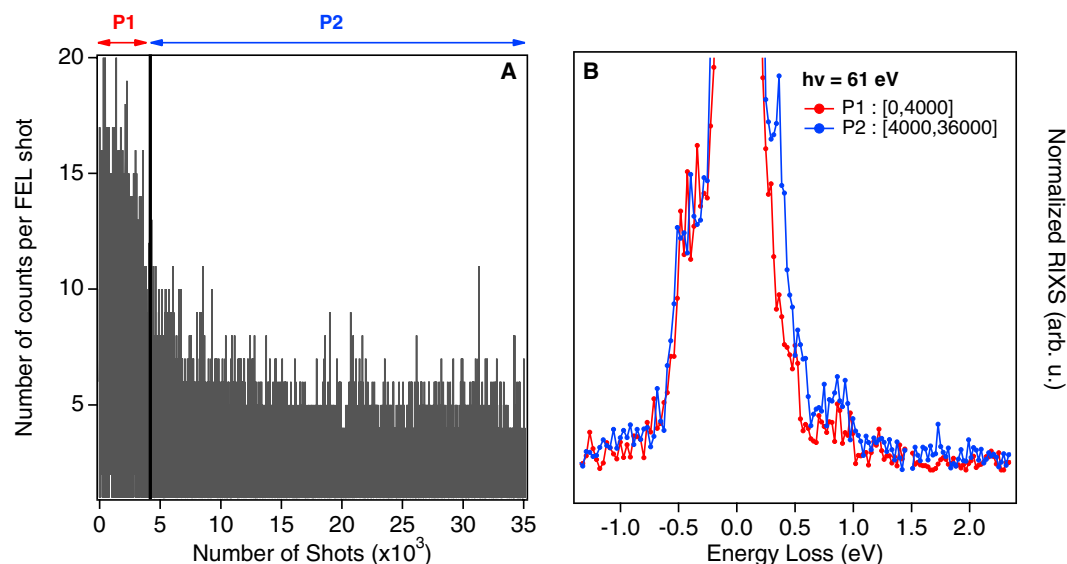 P1
P2
20
15
10
5
0
5
10
15
20
25
30
35
Number of counts per FEL shot
Number of Shots (x10³)
A
B
hv = 61 eV
P1 : [0,4000]
P2 : [4000,36000]
-1.0
-0.5
0.0
0.5
1.0
1.5
2.0
Energy Loss (eV)
Normalized RIXS (arb. u.)